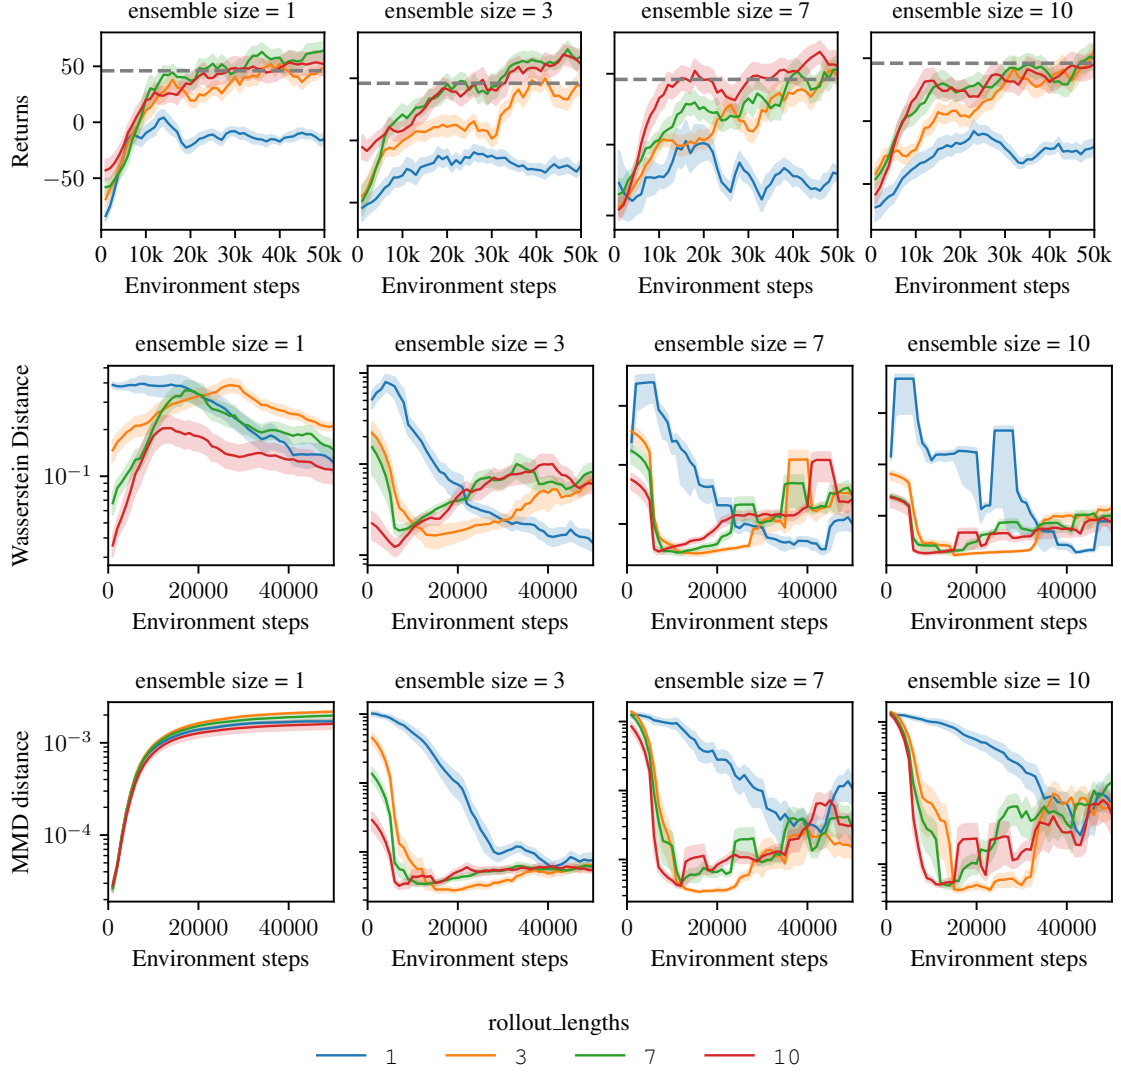 ensemble size = 1 ensemble size = 3 ensemble size = 7 ensemble size = 10
Returns
50
0
−50
0 10k 20k 30k 40k 50k 0 10k 20k 30k 40k 50k 0 10k 20k 30k 40k 50k 0 10k 20k 30k 40k 50k
Environment steps Environment steps Environment steps Environment steps
ensemble size = 1 ensemble size = 3 ensemble size = 7 ensemble size = 10
Wasserstein Distance
10⁻¹
0 20000 40000 0 20000 40000 0 20000 40000 0 20000 40000
Environment steps Environment steps Environment steps Environment steps
ensemble size = 1 ensemble size = 3 ensemble size = 7 ensemble size = 10
MMD distance
10⁻³
10⁻⁴
0 20000 40000 0 20000 40000 0 20000 40000 0 20000 40000
Environment steps Environment steps Environment steps Environment steps
rollout_lengths
1 3 7 10